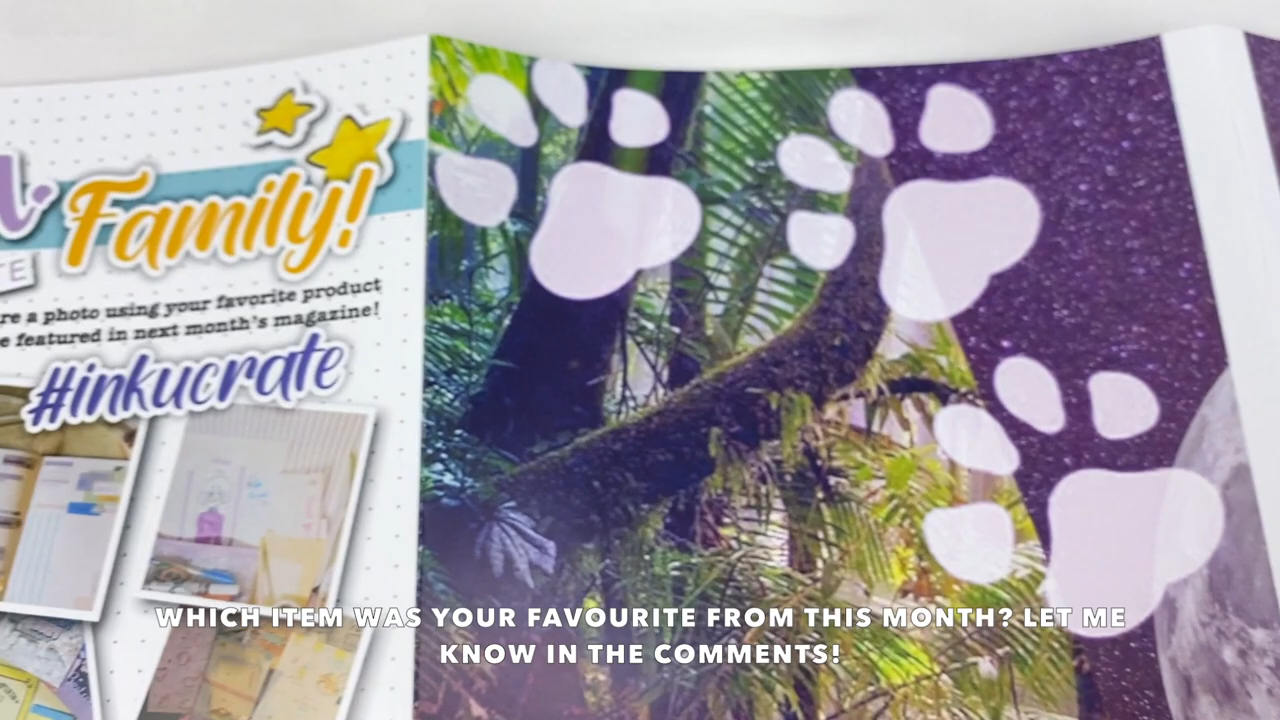 Family!
TE
re a photo using your favorite product
e featured in next month's magazine!
#inkucrate
WHICH ITEM WAS YOUR FAVOURITE FROM THIS MONTH? LET ME
KNOW IN THE COMMENTS!